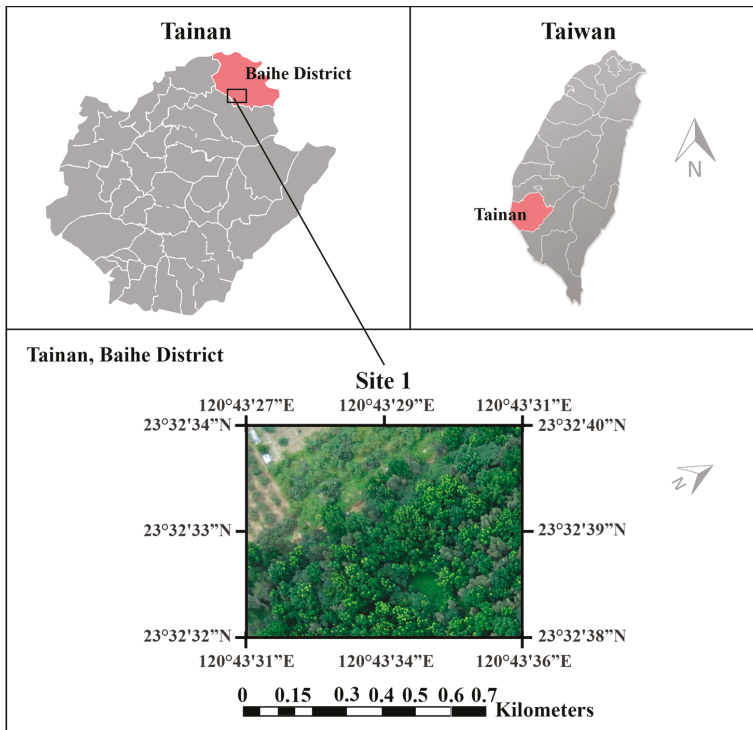 Tainan
Baihe District
Taiwan
N
Tainan
Tainan, Baihe District
Site 1
120°43'27”E 120°43'29”E 120°43'31”E
23°32'34”N 23°32'40”N
N
23°32'33”N 23°32'39”N
23°32'32”N 23°32'38”N
120°43'31”E 120°43'34”E 120°43'36”E
0 0.15 0.3 0.4 0.5 0.6 0.7
Kilometers